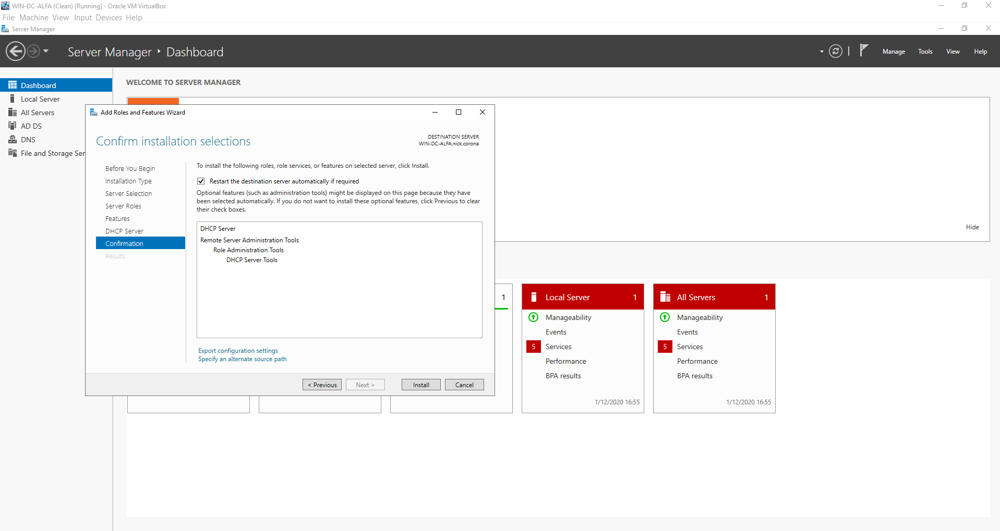 WIN-DC-ALFA (Clean) [Running] - Oracle VM VirtualBox
File Machine View Input Devices Help
Server Manager
Server Manager ‣ Dashboard
Manage Tools View Help
Dashboard
Local Server
All Servers
AD DS
DNS
File and Storage Ser
WELCOME TO SERVER MANAGER
Hide
Add Roles and Features Wizard
Confirm installation selections
DESTINATION SERVER
WIN-DC-ALFA.nick.corona
Before You Begin
Installation Type
Server Selection
Server Roles
Features
DHCP Server
Confirmation
Results
To install the following roles, role services, or features on selected server, click Install.
Restart the destination server automatically if required
Optional features (such as administration tools) might be displayed on this page because they have
been selected automatically. If you do not want to install these optional features, click Previous to clear
their check boxes.
DHCP Server
Remote Server Administration Tools
Role Administration Tools
DHCP Server Tools
Export configuration settings
Specify an alternate source path
< Previous
Next >
Install
Cancel
1
Local Server 1
Manageability
Events
5 Services
Performance
BPA results
1/12/2020 16:55
All Servers 1
Manageability
Events
5 Services
Performance
BPA results
1/12/2020 16:55